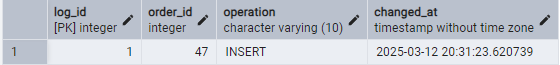 log_id order_id operation changed_at
[PK] integer integer character varying (10) timestamp without time zone
1 1 47 INSERT 2025-03-12 20:31:23.620739